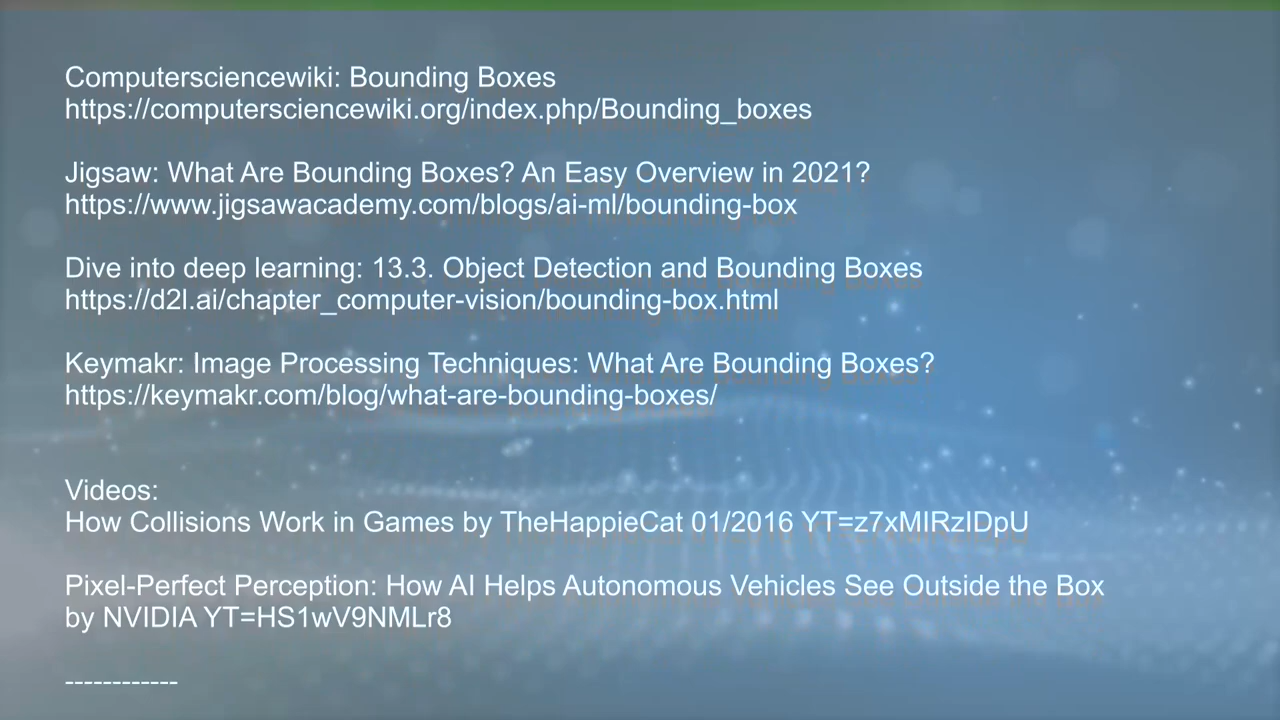 Computersciencewiki: Bounding Boxes
https://computersciencewiki.org/index.php/Bounding_boxes
Jigsaw: What Are Bounding Boxes? An Easy Overview in 2021?
https://www.jigsawacademy.com/blogs/ai-ml/bounding-box
Dive into deep learning: 13.3. Object Detection and Bounding Boxes
https://d2l.ai/chapter_computer-vision/bounding-box.html
Keymakr: Image Processing Techniques: What Are Bounding Boxes?
https://keymakr.com/blog/what-are-bounding-boxes/
Videos:
How Collisions Work in Games by TheHappieCat 01/2016 YT=z7xMIRzIDpU
Pixel-Perfect Perception: How AI Helps Autonomous Vehicles See Outside the Box
by NVIDIA YT=HS1wV9NMLr8
------------